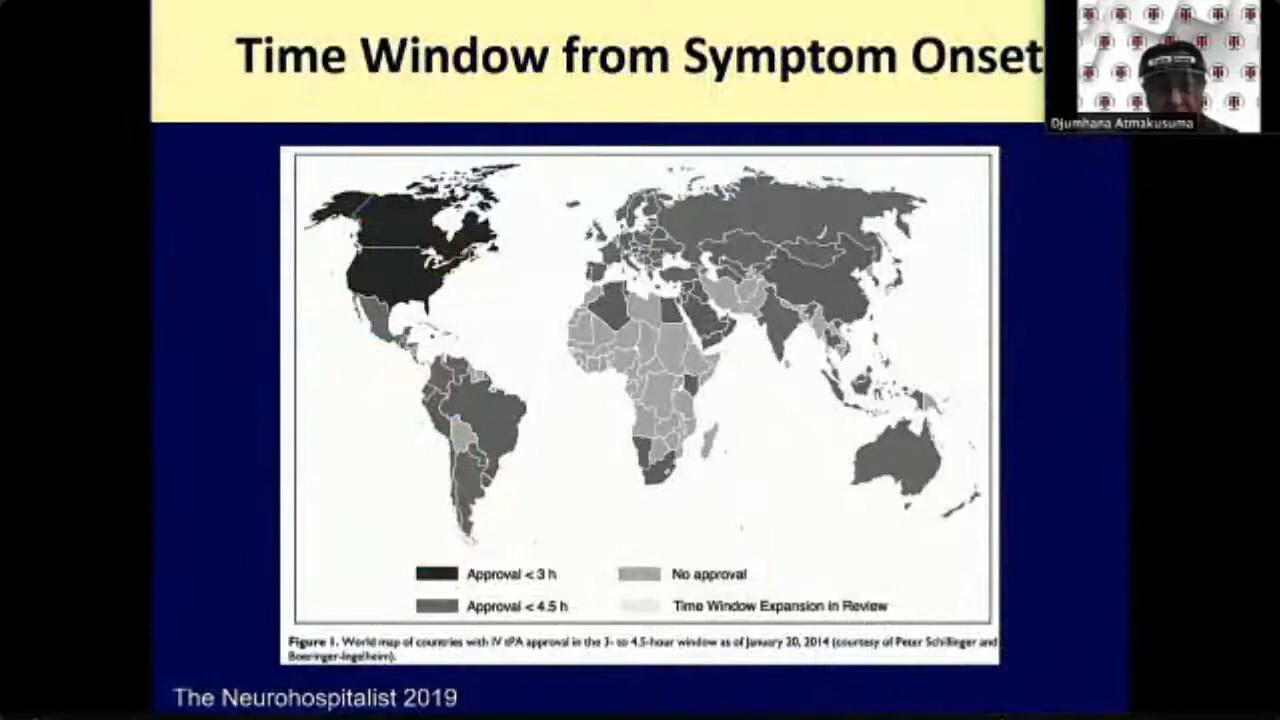 Time Window from Symptom Onset
Djumhana Atmakusuma
Approval < 3 h
No approval
Approval < 4.5 h
Time Window Expansion in Review
Figure 1. World map of countries with IV tPA approval in the 3- to 4.5-hour window as of January 20, 2014 (courtesy of Peter Schillinger and
Boeringer-Ingelheim).
The Neurohospitalist 2019